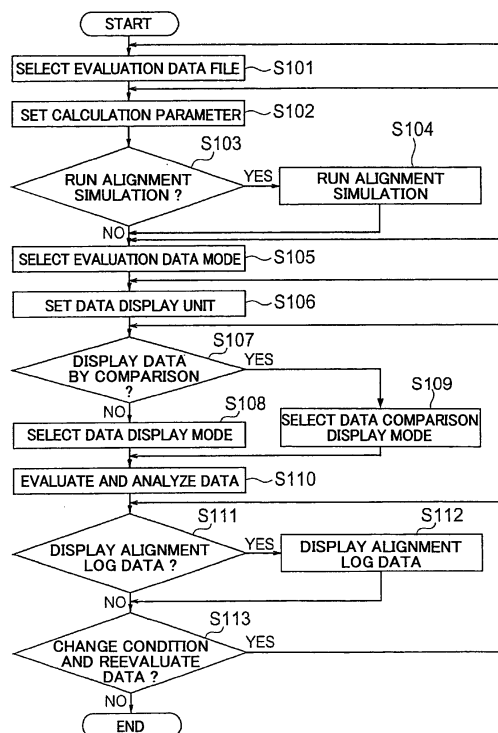 START
SELECT EVALUATION DATA FILE
S101
SET CALCULATION PARAMETER
S102
S103
RUN ALIGNMENT
SIMULATION ?
YES
NO
S104
RUN ALIGNMENT
SIMULATION
SELECT EVALUATION DATA MODE
S105
SET DATA DISPLAY UNIT
S106
S107
DISPLAY DATA
BY COMPARISON
?
YES
NO
S108
SELECT DATA DISPLAY MODE
S109
SELECT DATA COMPARISON
DISPLAY MODE
EVALUATE AND ANALYZE DATA
S110
S111
DISPLAY ALIGNMENT
LOG DATA ?
YES
NO
S112
DISPLAY ALIGNMENT
LOG DATA
S113
CHANGE CONDITION
AND REEVALUATE
DATA ?
YES
NO
END